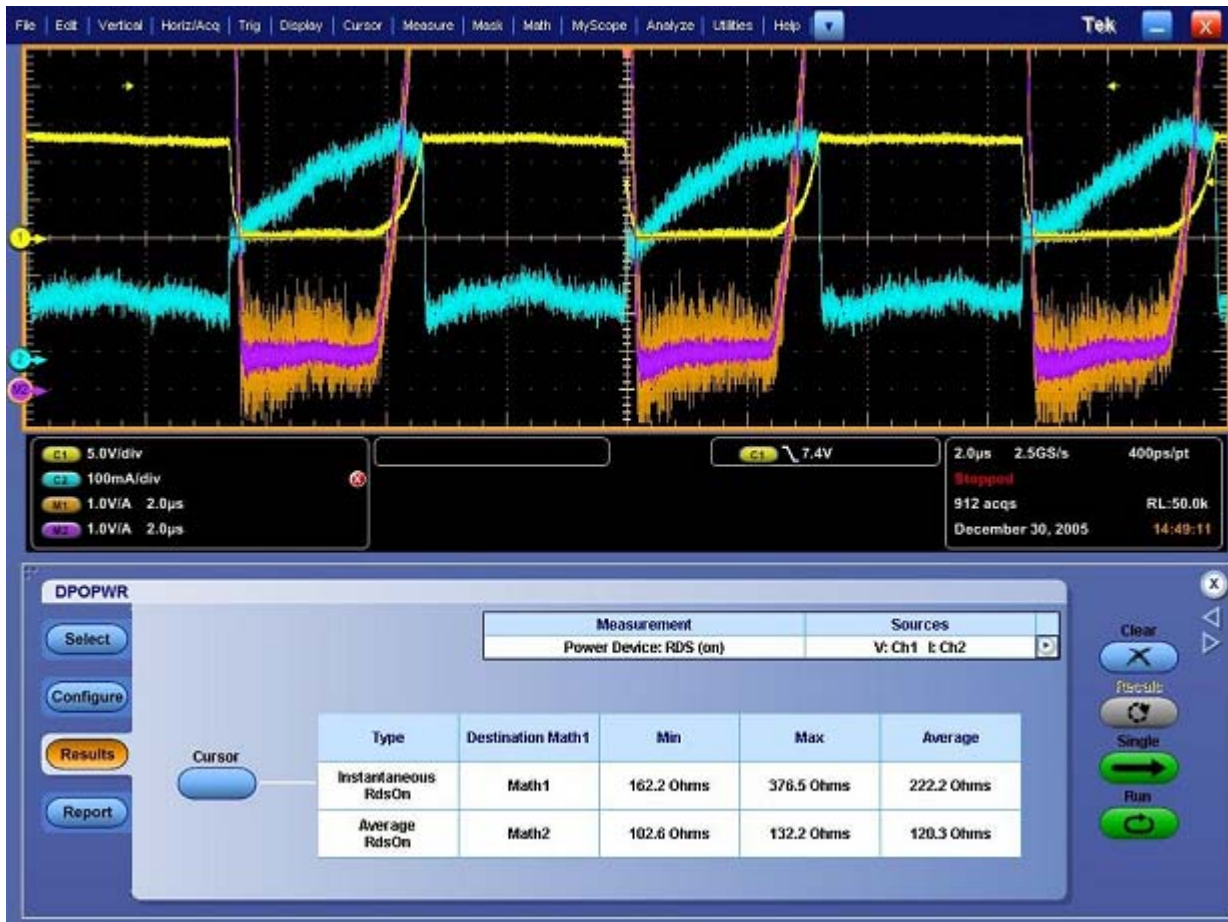 File | Edit | Vertical | Horiz/Acq | Trig | Display | Cursor | Measure | Mask | Math | MyScope | Analyze | Utilities | Help
Tek
X
1
2
M2
C1 5.0V/div
C2 100mA/div
M1 1.0V/A 2.0µs
M2 1.0V/A 2.0µs
C1 7.4V
2.0µs 2.5GS/s 400ps/pt
Stopped
912 acqs RL:50.0k
December 30, 2005 14:49:11
DPOPWR
Select
Configure
Results
Report
Measurement Sources
Power Device: RDS (on) V: Ch1 I: Ch2
Cursor
Type Destination Math1 Min Max Average
Instantaneous RdsOn Math1 162.2 Ohms 376.5 Ohms 222.2 Ohms
Average RdsOn Math2 102.6 Ohms 132.2 Ohms 120.3 Ohms
X
Clear
Recalc
Single
Run